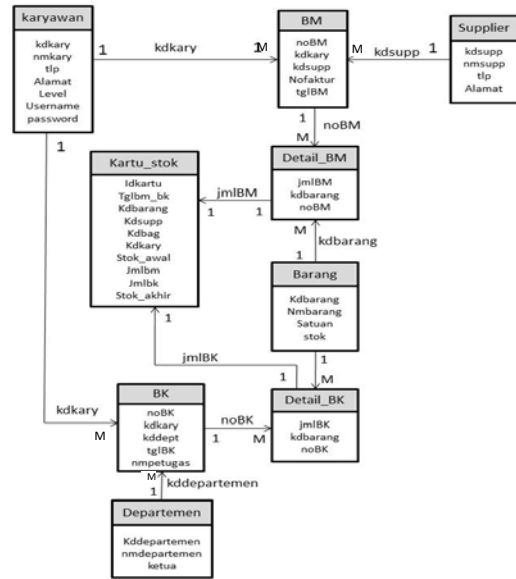 karyawan
kdkary
nmkary
tlp
Alamat
Level
Username
password
1
kdkary
1
M
BM
noBM
kdkary
kdsupp
Nofaktur
tglBM
M
kdsupp
1
Supplier
kdsupp
nmsupp
tlp
Alamat
1
noBM
M
1
Kartu_stok
Idkartu
Tglbm_bk
Kdbarang
Kdsupp
Kdbag
Kdkary
Stok_awal
Jmlbm
Jmlbk
Stok_akhir
jmlBM
1
1
Detail_BM
jmlBM
kdbarang
noBM
M
kdbarang
1
Barang
Kdbarang
Nmbarang
Satuan
stok
1
jmlBK
1
1
M
kdkary
M
BK
noBK
kdkary
kddept
tglBK
nmpetugas
noBK
1
M
Detail_BK
jmlBK
kdbarang
noBK
M
kddepartemen
1
Departemen
Kddepartemen
nmdepartemen
ketua